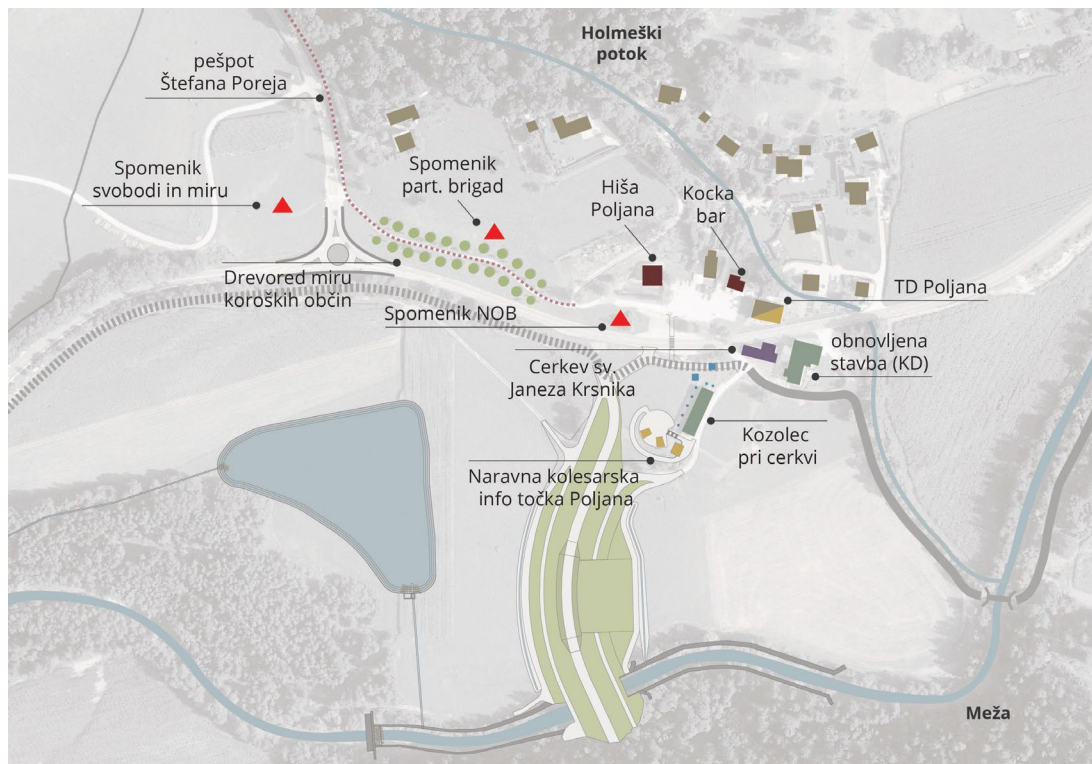 Holmeški
potok
pešpot
Štefana Poreja
Spomenik
svobodi in miru
Spomenik
part. brigad
Hiša
Poljana
Kocka
bar
Drevored miru
koroških občin
TD Poljana
Spomenik NOB
obnovljena
stavba (KD)
Cerkev sv.
Janeza Krsnika
Kozolec
pri cerkvi
Naravna kolesarska
info točka Poljana
Meža